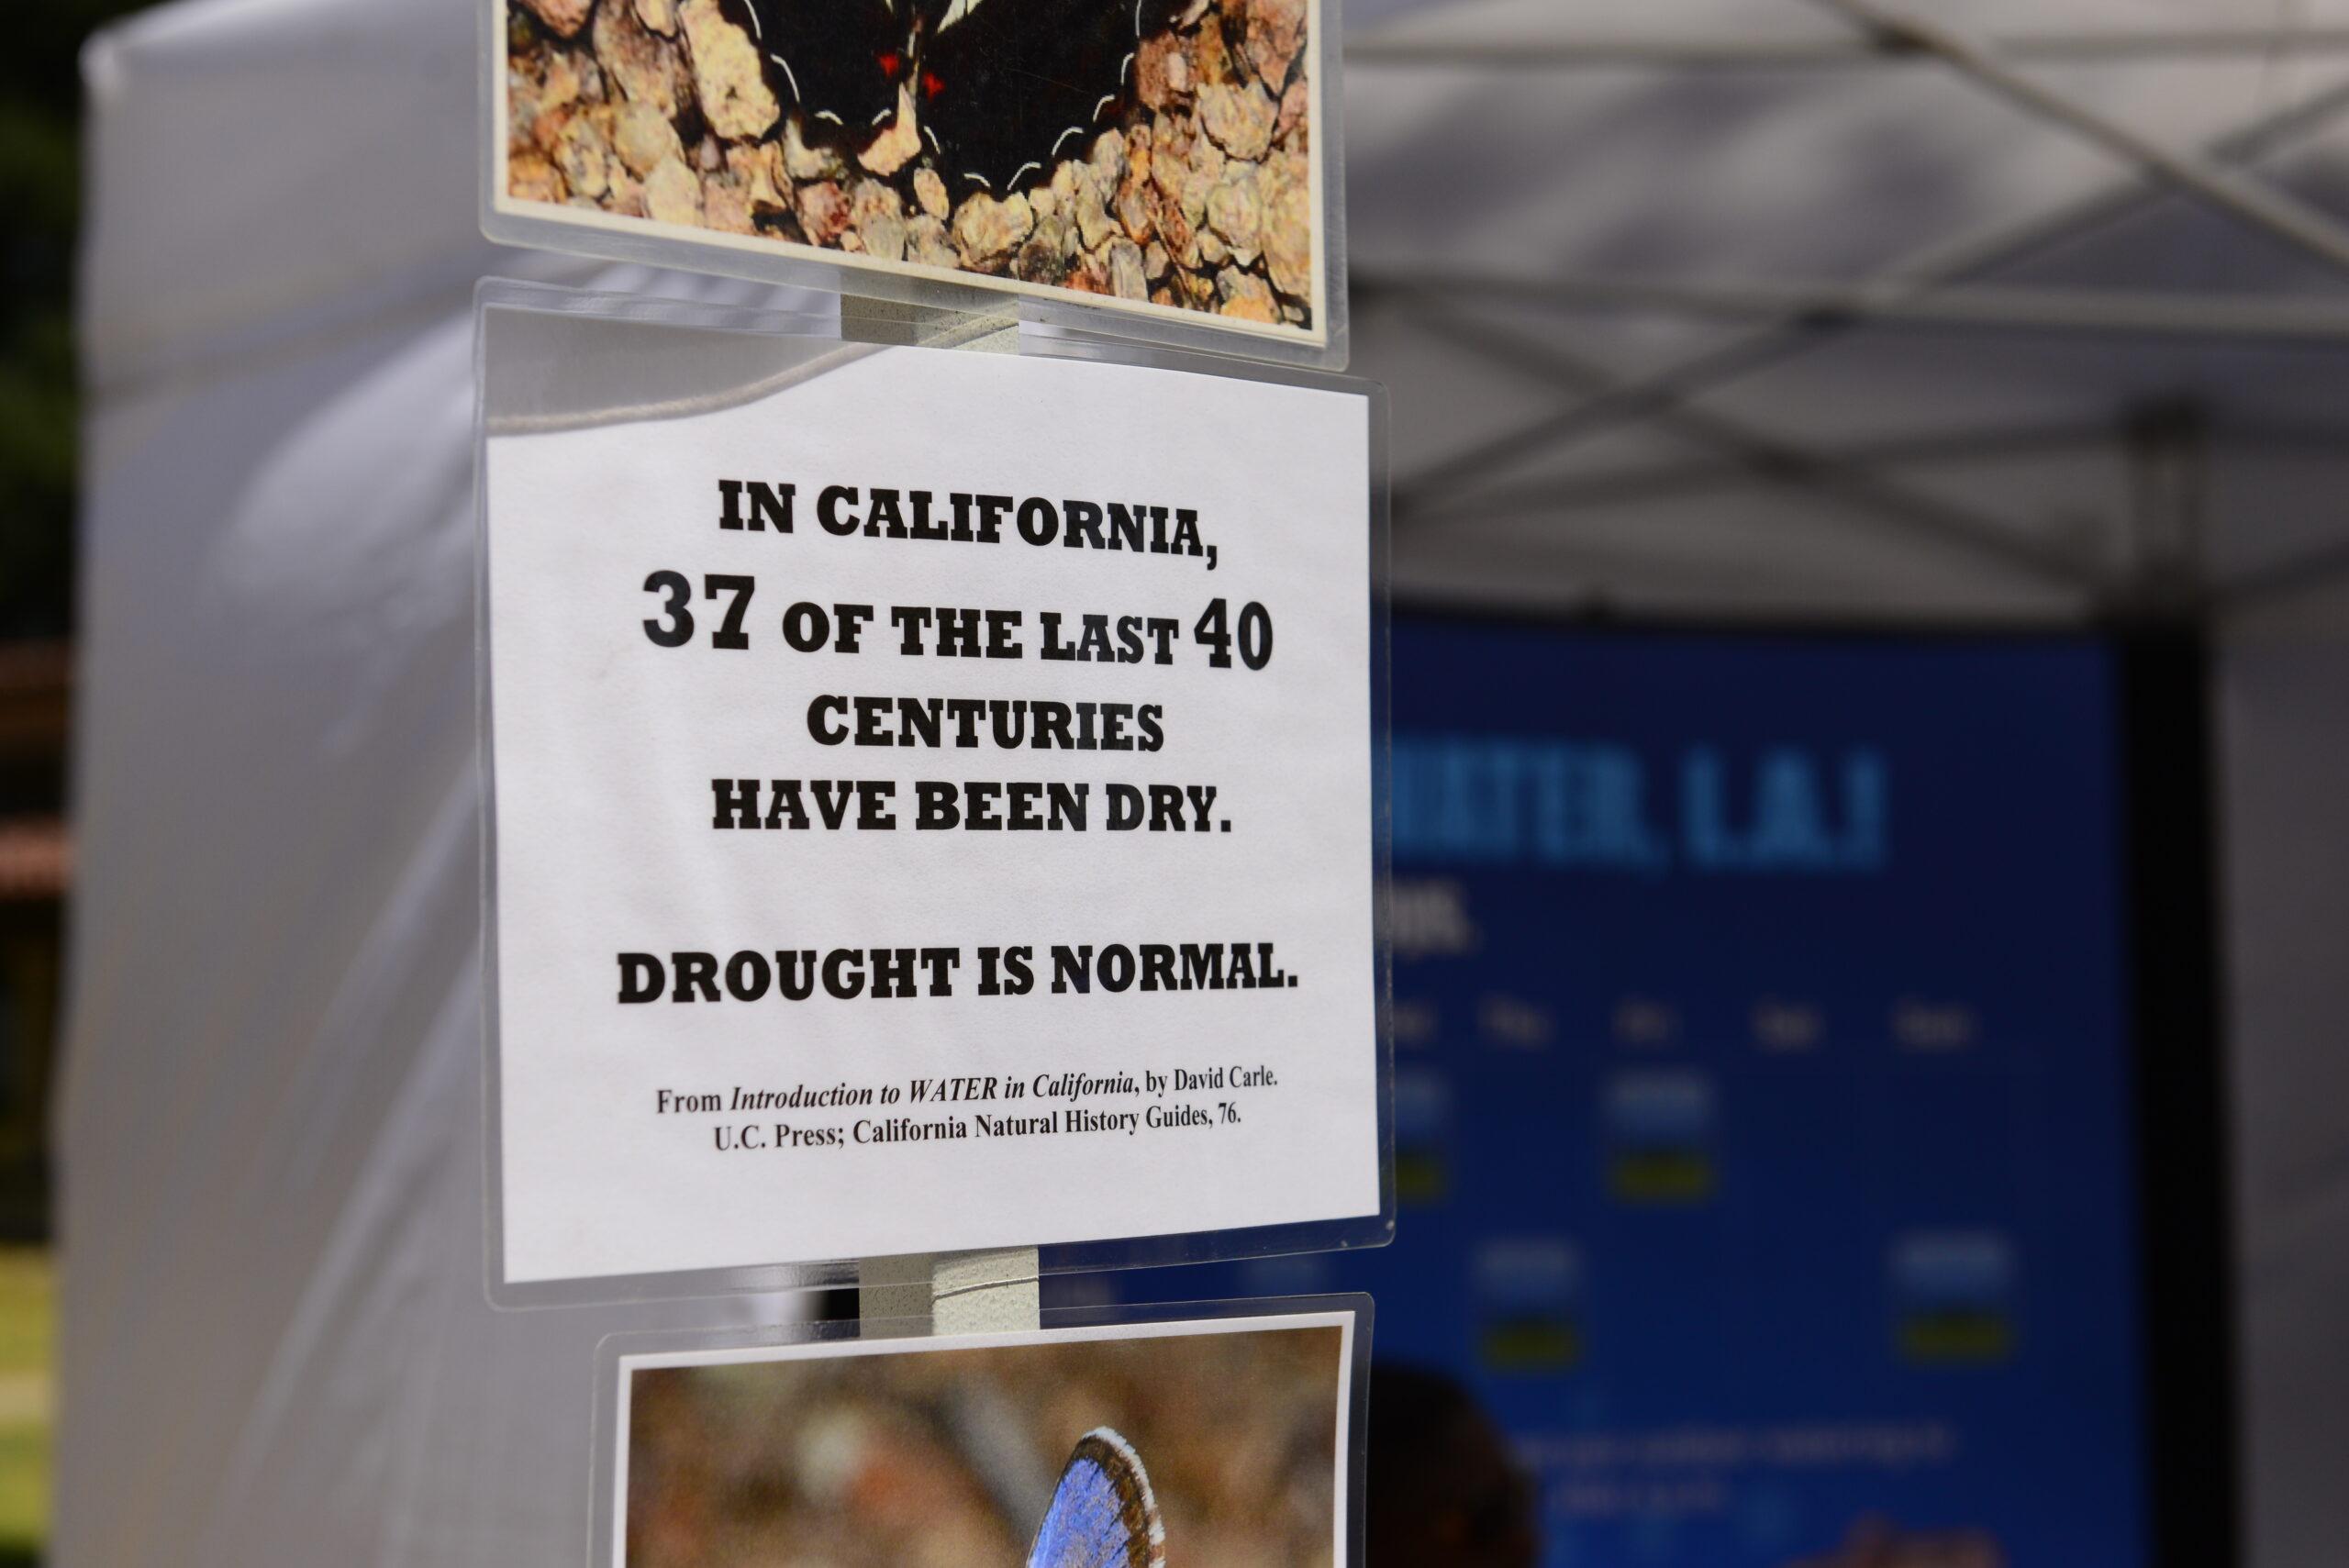 IN CALIFORNIA,
37 OF THE LAST 40
CENTURIES
HAVE BEEN DRY.
DROUGHT IS NORMAL.
From Introduction to WATER in California, by David Carle.
U.C. Press; California Natural History Guides, 76.
WATER, L.A.!